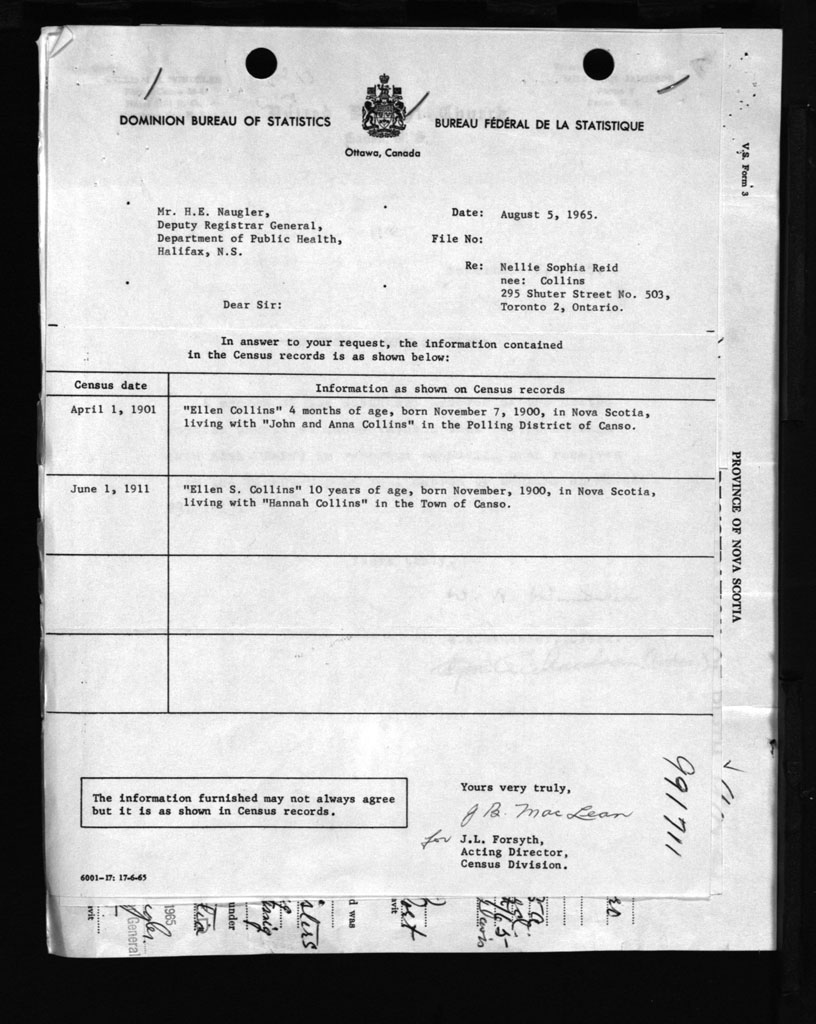 DOMINION BUREAU OF STATISTICS
BUREAU FÉDÉRAL DE LA STATISTIQUE
Ottawa, Canada
V.S. Form 3
Mr. H.E. Naugler,
Deputy Registrar General,
Department of Public Health,
Halifax, N.S.
Date: August 5, 1965.
File No:
Re: Nellie Sophia Reid
nee: Collins
295 Shuter Street No. 503,
Toronto 2, Ontario.
Dear Sir:
In answer to your request, the information contained
in the Census records is as shown below:
Census date
Information as shown on Census records
April 1, 1901
"Ellen Collins" 4 months of age, born November 7, 1900, in Nova Scotia,
living with "John and Anna Collins" in the Polling District of Canso.
June 1, 1911
"Ellen S. Collins" 10 years of age, born November, 1900, in Nova Scotia,
living with "Hannah Collins" in the Town of Canso.
PROVINCE OF NOVA SCOTIA
The information furnished may not always agree
but it is as shown in Census records.
Yours very truly,
J B. MacLean
for J.L. Forsyth,
Acting Director,
Census Division.
991711
6001-17: 17-6-65
1965
General
under
d was